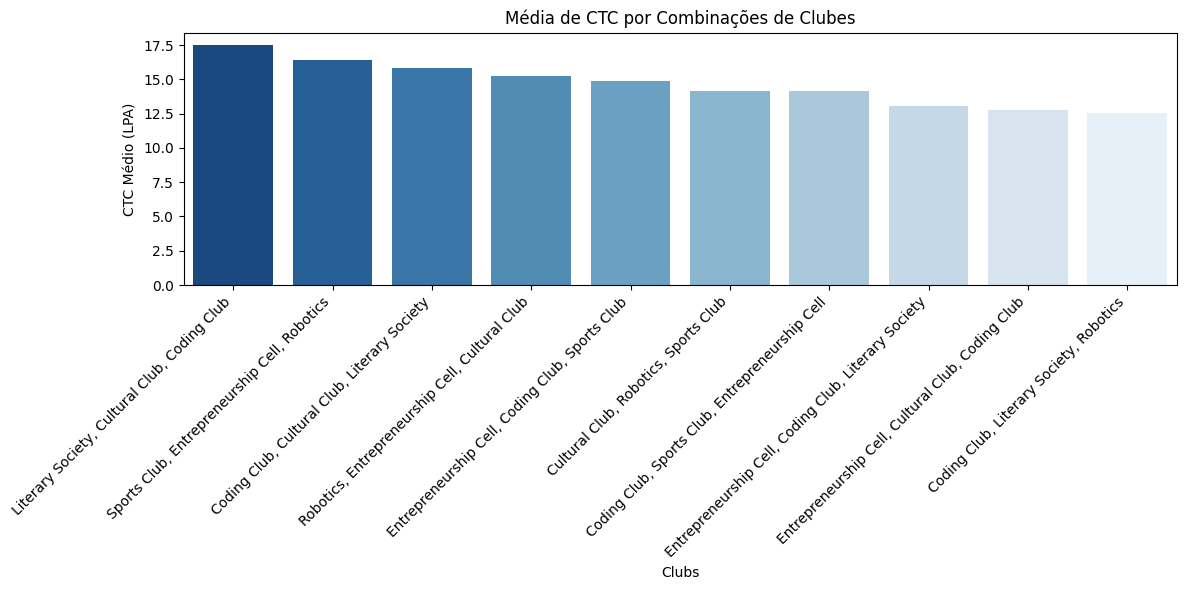 Média de CTC por Combinações de Clubes
CTC Médio (LPA)
17.5
15.0
12.5
10.0
7.5
5.0
2.5
0.0
Literary Society, Cultural Club, Coding Club
Sports Club, Entrepreneurship Cell, Robotics
Coding Club, Cultural Club, Literary Society
Robotics, Entrepreneurship Cell, Cultural Club
Entrepreneurship Cell, Coding Club, Sports Club
Cultural Club, Robotics, Sports Club
Coding Club, Sports Club, Entrepreneurship Cell
Entrepreneurship Cell, Coding Club, Literary Society
Entrepreneurship Cell, Cultural Club, Coding Club
Coding Club, Literary Society, Robotics
Clubs